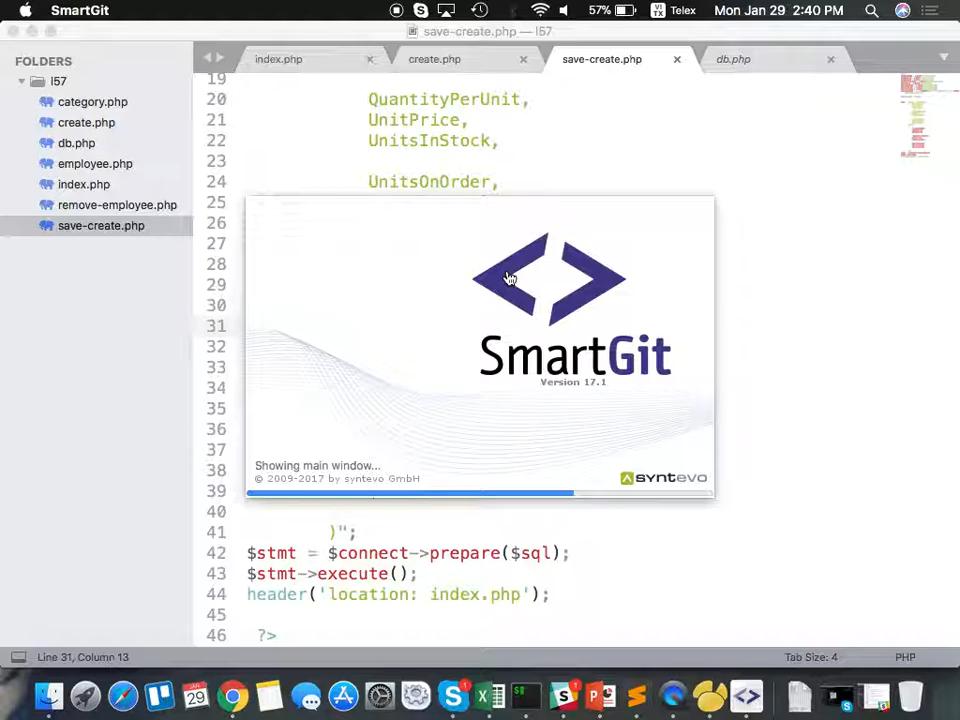 SmartGit
57%
VI
TX
Telex
Mon Jan 29 2:40 PM
save-create.php — l57
FOLDERS
l57
category.php
create.php
db.php
employee.php
index.php
remove-employee.php
save-create.php
index.php
create.php
save-create.php
db.php
19
20 QuantityPerUnit,
21 UnitPrice,
22 UnitsInStock,
23
24 UnitsOnOrder,
25
26
27
28
29
30
31
32
33
34
35
36
37
38
39
40
41 )";
42 $stmt = $connect->prepare($sql);
43 $stmt->execute();
44 header('location: index.php');
45
46 ?>
SmartGit
Version 17.1
Showing main window...
© 2009-2017 by syntevo GmbH
syntevo
Line 31, Column 13
Tab Size: 4
PHP